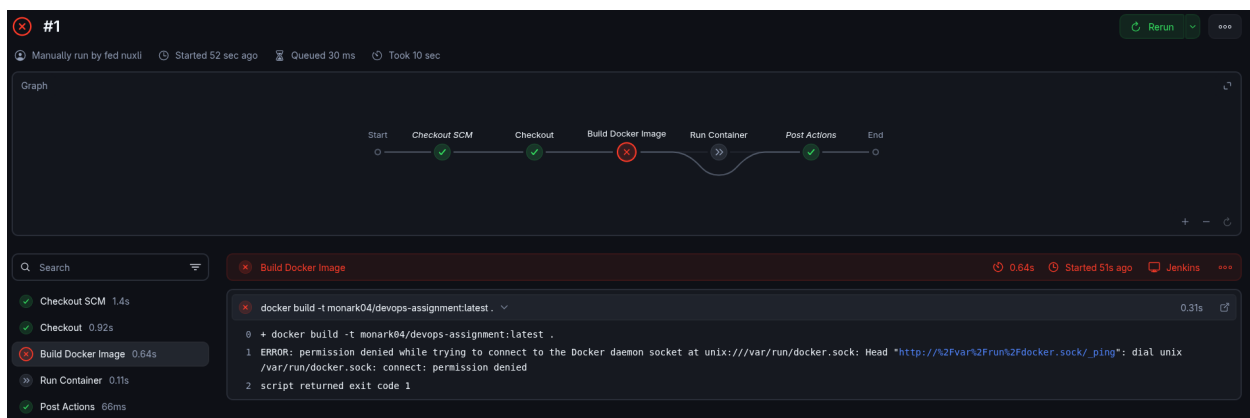 #1
Rerun
Manually run by fed nuxli Started 52 sec ago Queued 30 ms Took 10 sec
Graph
Start Checkout SCM Checkout Build Docker Image Run Container Post Actions End
Search
Build Docker Image 0.64s Started 51s ago Jenkins
Checkout SCM 1.4s
Checkout 0.92s
Build Docker Image 0.64s
Run Container 0.11s
Post Actions 66ms
docker build -t monark04/devops-assignment:latest . 0.31s
0 + docker build -t monark04/devops-assignment:latest .
1 ERROR: permission denied while trying to connect to the Docker daemon socket at unix:///var/run/docker.sock: Head "http://%2Fvar%2Frun%2Fdocker.sock/_ping": dial unix
/var/run/docker.sock: connect: permission denied
2 script returned exit code 1